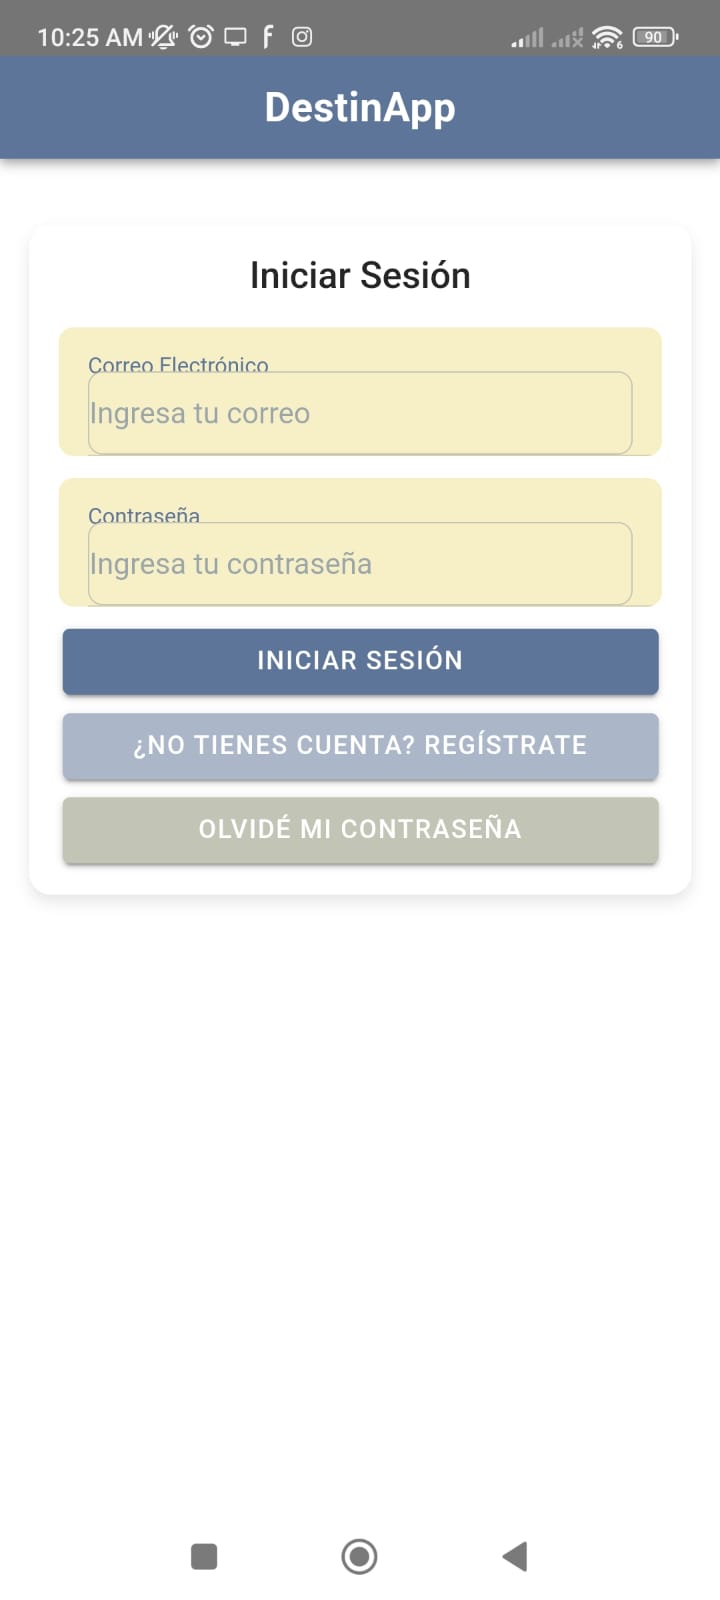 10:25 AM
6
90
DestinApp
Iniciar Sesión
Correo Electrónico
Ingresa tu correo
Contraseña
Ingresa tu contraseña
INICIAR SESIÓN
¿NO TIENES CUENTA? REGÍSTRATE
OLVIDÉ MI CONTRASEÑA